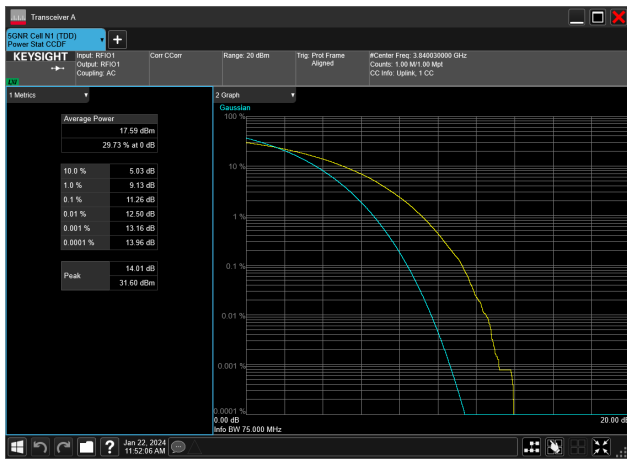 Transceiver A
5GNR Cell N1 (TDD)
Power Stat CCDF
KEYSIGHT
Input: RFIO1
Output: RFIO1
Coupling: AC
Corr CCorr
Range: 20 dBm
Trig: Prot Frame
Aligned
#Center Freq: 3.840030000 GHz
Counts: 1.00 M/1.00 Mpt
CC Info: Uplink, 1 CC
1 Metrics
Average Power
17.59 dBm
29.73 % at 0 dB
10.0 % 5.03 dB
1.0 % 9.13 dB
0.1 % 11.26 dB
0.01 % 12.50 dB
0.001 % 13.16 dB
0.0001 % 13.96 dB
Peak
14.01 dB
31.60 dBm
2 Graph
Gaussian
100 %
10 %
1 %
0.1 %
0.01 %
0.001 %
0.0001 %
0.00 dB
20.00 dB
Info BW 75.000 MHz
Jan 22, 2024
11:52:06 AM